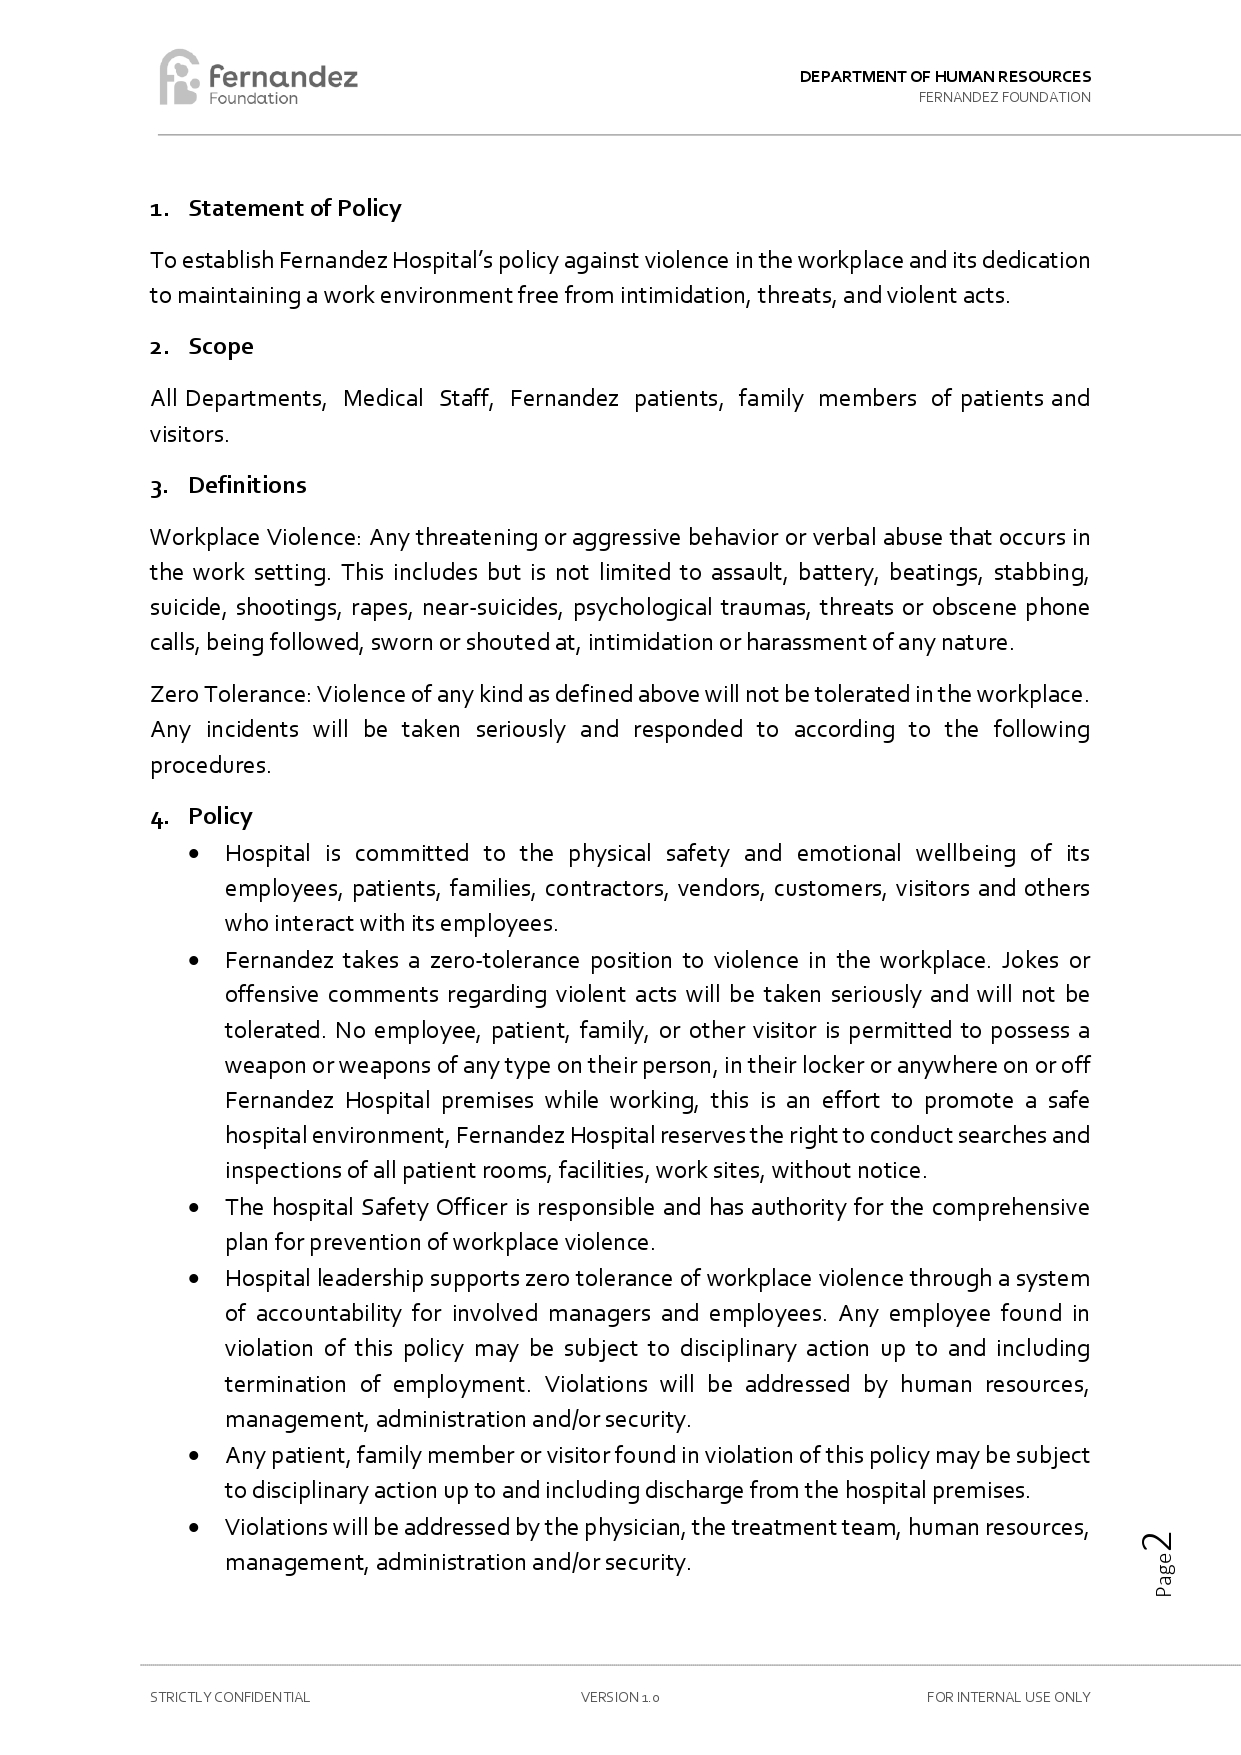 fernandez
Foundation
DEPARTMENT OF HUMAN RESOURCES
FERNANDEZ FOUNDATION
1. Statement of Policy
To establish Fernandez Hospital’s policy against violence in the workplace and its dedication
to maintaining a work environment free from intimidation, threats, and violent acts.
2. Scope
All Departments, Medical Staff, Fernandez patients, family members of patients and
visitors.
3. Definitions
Workplace Violence: Any threatening or aggressive behavior or verbal abuse that occurs in
the work setting. This includes but is not limited to assault, battery, beatings, stabbing,
suicide, shootings, rapes, near-suicides, psychological traumas, threats or obscene phone
calls, being followed, sworn or shouted at, intimidation or harassment of any nature.
Zero Tolerance: Violence of any kind as defined above will not be tolerated in the workplace.
Any incidents will be taken seriously and responded to according to the following
procedures.
4. Policy
• Hospital is committed to the physical safety and emotional wellbeing of its
employees, patients, families, contractors, vendors, customers, visitors and others
who interact with its employees.
• Fernandez takes a zero-tolerance position to violence in the workplace. Jokes or
offensive comments regarding violent acts will be taken seriously and will not be
tolerated. No employee, patient, family, or other visitor is permitted to possess a
weapon or weapons of any type on their person, in their locker or anywhere on or off
Fernandez Hospital premises while working, this is an effort to promote a safe
hospital environment, Fernandez Hospital reserves the right to conduct searches and
inspections of all patient rooms, facilities, work sites, without notice.
• The hospital Safety Officer is responsible and has authority for the comprehensive
plan for prevention of workplace violence.
• Hospital leadership supports zero tolerance of workplace violence through a system
of accountability for involved managers and employees. Any employee found in
violation of this policy may be subject to disciplinary action up to and including
termination of employment. Violations will be addressed by human resources,
management, administration and/or security.
• Any patient, family member or visitor found in violation of this policy may be subject
to disciplinary action up to and including discharge from the hospital premises.
• Violations will be addressed by the physician, the treatment team, human resources,
management, administration and/or security.
Page2
STRICTLY CONFIDENTIAL
VERSION 1.0
FOR INTERNAL USE ONLY